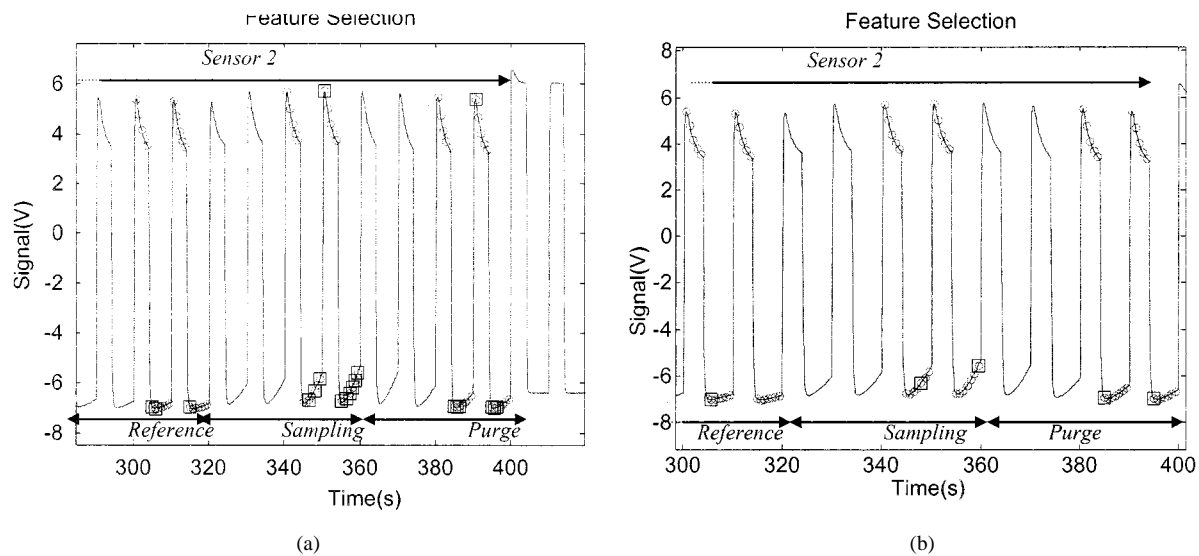 Feature Selection
Sensor 2
Signal(V)
6
4
2
0
-2
-4
-6
-8
Reference
Sampling
Purge
300
320
340
360
380
400
Time(s)
(a)
Feature Selection
Sensor 2
Signal(V)
8
6
4
2
0
-2
-4
-6
-8
Reference
Sampling
Purge
300
320
340
360
380
400
Time(s)
(b)